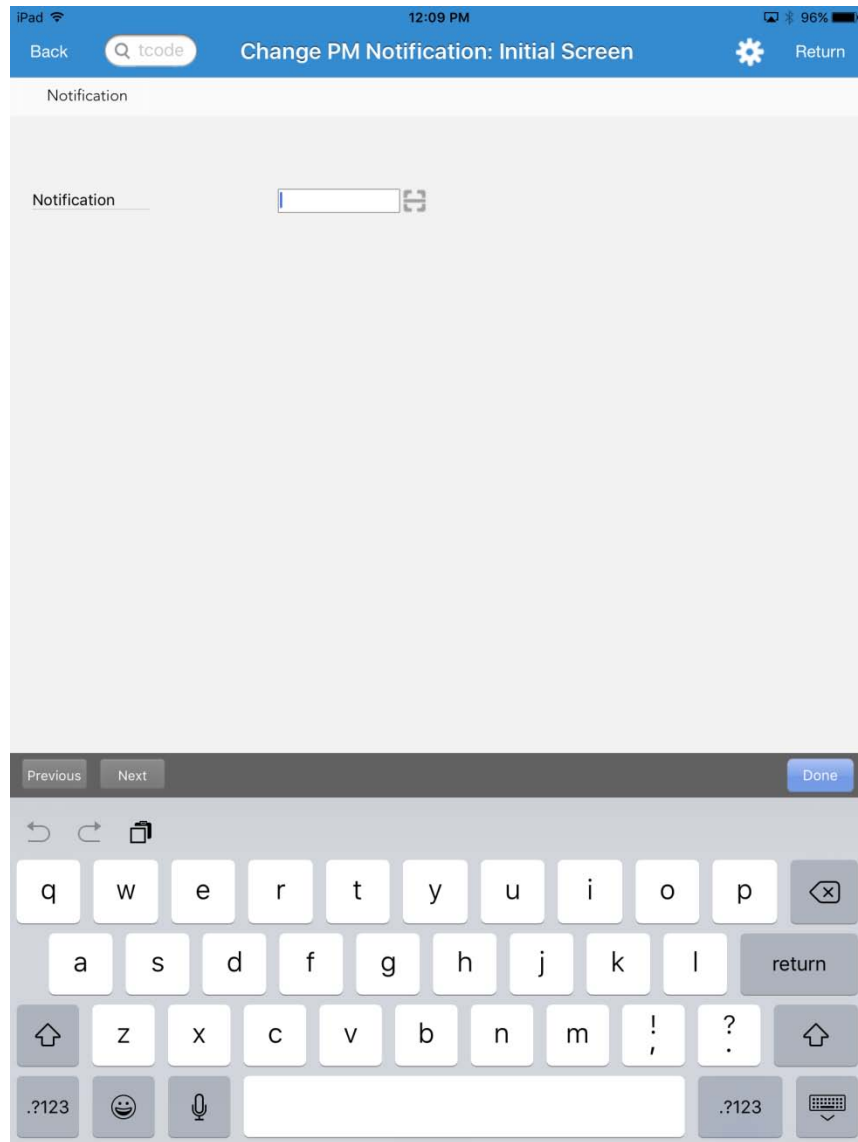 iPad 12:09 PM 96%
Back tcode Change PM Notification: Initial Screen Return
Notification
Notification
Previous Next Done
q w e r t y u i o p
a s d f g h j k l return
z x c v b n m ! , ? .
.?123 .?123